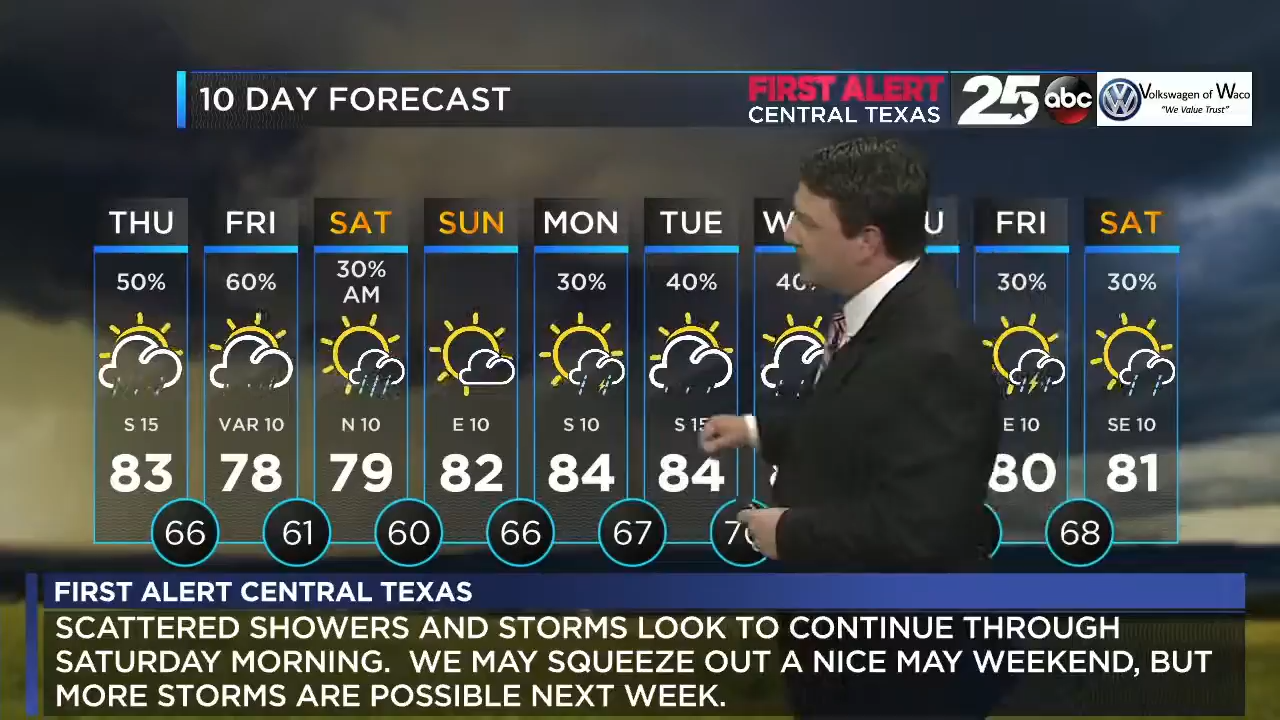 10 DAY FORECAST
FIRST ALERT
CENTRAL TEXAS
25
abc
Volkswagen of Waco
"We Value Trust"
THU FRI SAT SUN MON TUE FRI SAT
50% 60% 30% AM 30% 40% 30% 30%
S 15 VAR 10 N 10 E 10 S 10 S 15 E 10 SE 10
83 78 79 82 84 84 80 81
66 61 60 66 67 68
FIRST ALERT CENTRAL TEXAS
SCATTERED SHOWERS AND STORMS LOOK TO CONTINUE THROUGH
SATURDAY MORNING. WE MAY SQUEEZE OUT A NICE MAY WEEKEND, BUT
MORE STORMS ARE POSSIBLE NEXT WEEK.